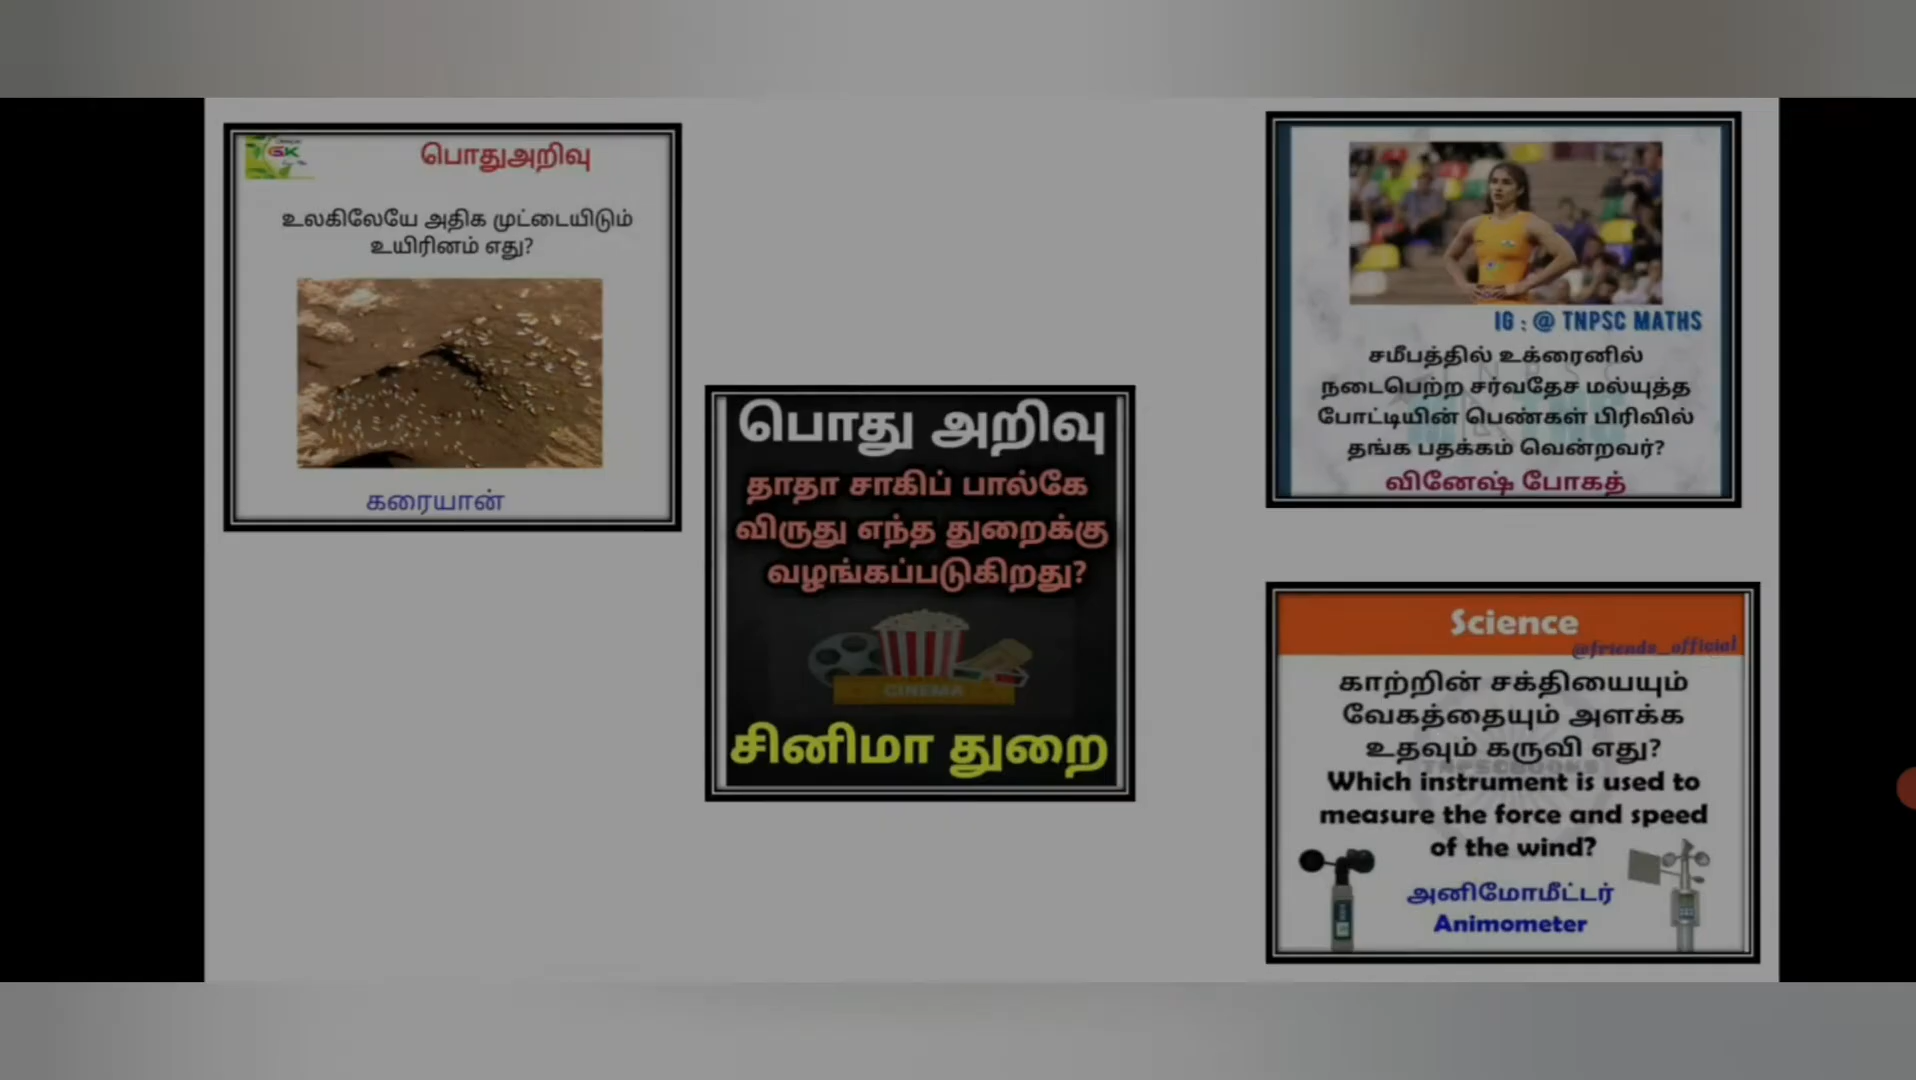 GK
பொதுஅறிவு
உலகிலேயே அதிக முட்டையிடும்
உயிரினம் எது?
கரையான்
பொது அறிவு
தாதா சாகிப் பால்கே
விருது எந்த துறைக்கு
வழங்கப்படுகிறது?
CINEMA
சினிமா துறை
IG : @ TNPSC MATHS
சமீபத்தில் உக்ரைனில்
நடைபெற்ற சர்வதேச மல்யுத்த
போட்டியின் பெண்கள் பிரிவில்
தங்க பதக்கம் வென்றவர்?
வினேஷ் போகத்
Science
@friends_official
காற்றின் சக்தியையும்
வேகத்தையும் அளக்க
உதவும் கருவி எது?
TNPSCBOOKS
Which instrument is used to
measure the force and speed
of the wind?
அனிமோமீட்டர்
Animometer